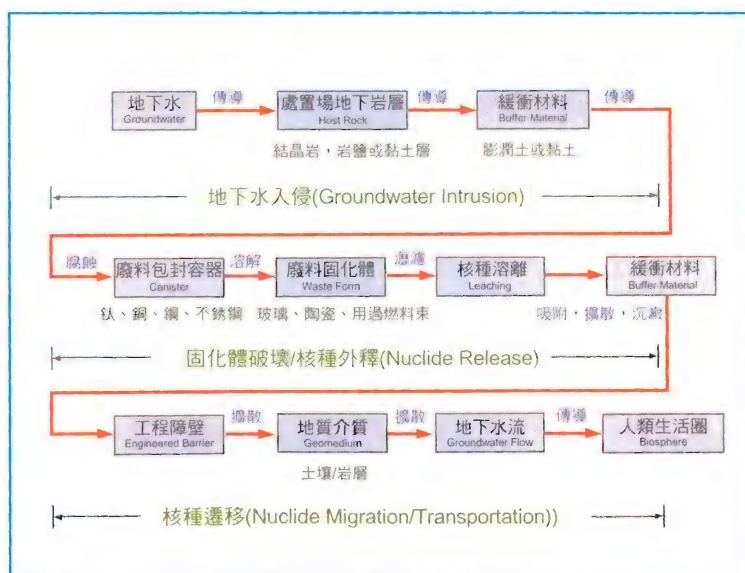 地下水 傳導 處置場地下岩層 傳導 緩衝材料 傳導
Groundwater Host Rock Buffer Material
結晶岩，岩鹽或黏土層 膨潤土或黏土
地下水入侵(Groundwater Intrusion)
腐蝕 廢料包封容器 溶解 廢料固化體 瀝濾 核種溶離 緩衝材料
Canister Waste Form Leaching Buffer Material
鈦、銅、鋼、不銹鋼 玻璃、陶瓷、用過燃料束 吸附，擴散，沉澱
固化體破壞/核種外釋(Nuclide Release)
工程障壁 擴散 地質介質 擴散 地下水流 傳導 人類生活圈
Engineered Barrier Geomedium Groundwater Flow Biosphere
土壤/岩層
核種遷移(Nuclide Migration/Transportation))